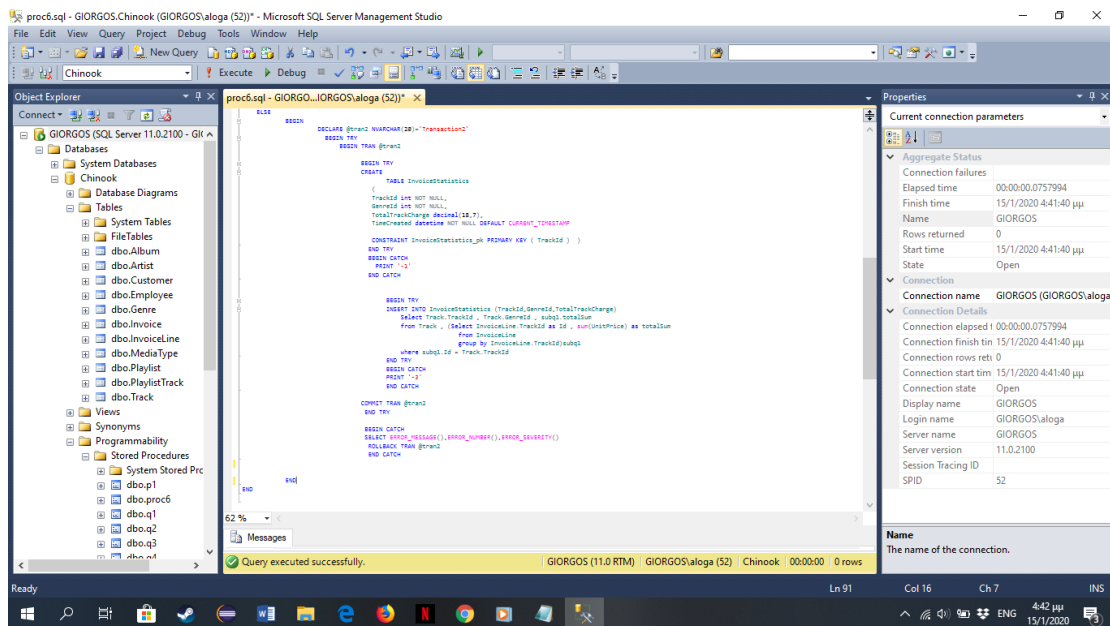 proc6.sql - GIORGOS.Chinook (GIORGOS\aloga (52))* - Microsoft SQL Server Management Studio
File Edit View Query Project Debug Tools Window Help
New Query
Chinook
Execute Debug
Object Explorer
Connect
GIORGOS (SQL Server 11.0.2100 - GIO
Databases
System Databases
Chinook
Database Diagrams
Tables
System Tables
FileTables
dbo.Album
dbo.Artist
dbo.Customer
dbo.Employee
dbo.Genre
dbo.Invoice
dbo.InvoiceLine
dbo.MediaType
dbo.Playlist
dbo.PlaylistTrack
dbo.Track
Views
Synonyms
Programmability
Stored Procedures
System Stored Prc
dbo.p1
dbo.proc6
dbo.q1
dbo.q2
dbo.q3
dbo.q4
proc6.sql - GIORGO...IORGOS\aloga (52))*
ELSE
BEGIN
DECLARE @tran2 NVARCHAR(20)='Transaction2'
BEGIN TRY
BEGIN TRAN @tran2
BEGIN TRY
CREATE
TABLE InvoiceStatistics
(
TrackId int NOT NULL,
GenreId int NOT NULL,
TotalTrackCharge decimal(18,7),
TimeCreated datetime NOT NULL DEFAULT CURRENT_TIMESTAMP
CONSTRAINT InvoiceStatistics_pk PRIMARY KEY ( TrackId ) )
END TRY
BEGIN CATCH
PRINT '-1'
END CATCH
BEGIN TRY
INSERT INTO InvoiceStatistics (TrackId,GenreId,TotalTrackCharge)
Select Track.TrackId , Track.GenreId , subq1.totalSum
from Track , (Select InvoiceLine.TrackId as Id , sum(UnitPrice) as totalSum
from InvoiceLine
group by InvoiceLine.TrackId)subq1
where subq1.Id = Track.TrackId
END TRY
BEGIN CATCH
PRINT '-3'
END CATCH
COMMIT TRAN @tran2
END TRY
BEGIN CATCH
SELECT ERROR_MESSAGE(),ERROR_NUMBER(),ERROR_SEVERITY()
ROLLBACK TRAN @tran2
END CATCH
END
END
62 %
Messages
Query executed successfully.
GIORGOS (11.0 RTM) GIORGOS\aloga (52) Chinook 00:00:00 0 rows
Properties
Current connection parameters
Aggregate Status
Connection failures
Elapsed time 00:00:00.0757994
Finish time 15/1/2020 4:41:40 μμ
Name GIORGOS
Rows returned 0
Start time 15/1/2020 4:41:40 μμ
State Open
Connection
Connection name GIORGOS (GIORGOS\aloga
Connection Details
Connection elapsed t 00:00:00.0757994
Connection finish tin 15/1/2020 4:41:40 μμ
Connection rows retu 0
Connection start tim 15/1/2020 4:41:40 μμ
Connection state Open
Display name GIORGOS
Login name GIORGOS\aloga
Server name GIORGOS
Server version 11.0.2100
Session Tracing ID
SPID 52
Name
The name of the connection.
Ready
Ln 91 Col 16 Ch 7 INS
ENG
4:42 μμ
15/1/2020
3